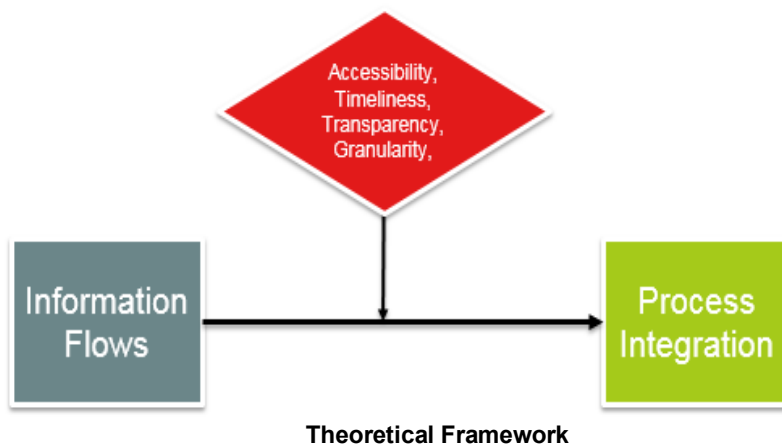 Accessibility,
Timeliness,
Transparency,
Granularity,
Information
Flows
Process
Integration
Theoretical Framework